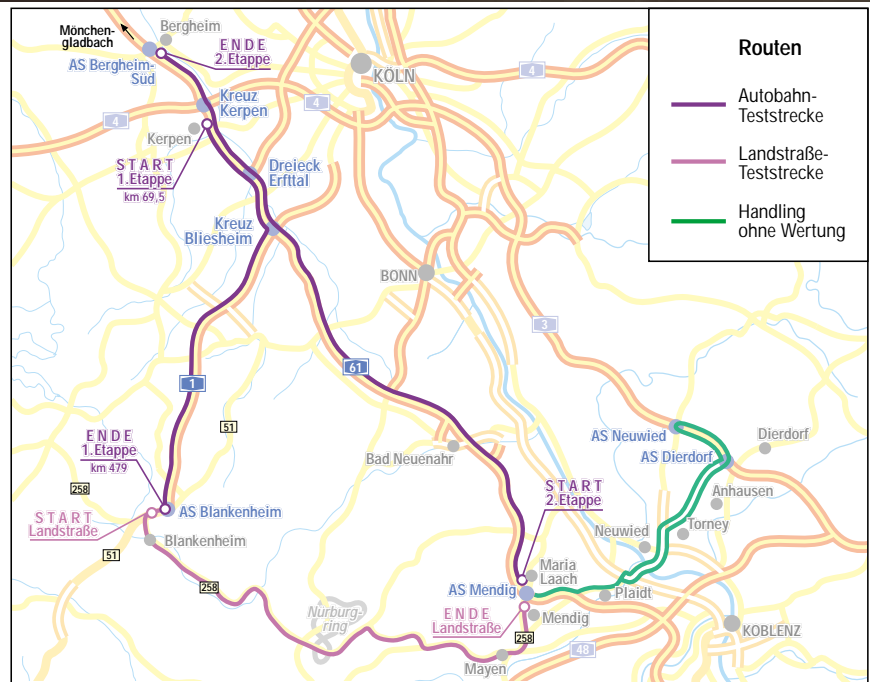 Mönchen-
gladbach
Bergheim
AS Bergheim-
Süd
ENDE
2.Etappe
KÖLN
4
Kreuz
Kerpen
4
4
Kerpen
START
1.Etappe
km 69,5
Dreieck
Erfttal
Kreuz
Bliesheim
BONN
3
61
1
51
ENDE
1.Etappe
km 479
258
START
Landstraße
AS Blankenheim
51
Blankenheim
258
Bad Neuenahr
START
2.Etappe
AS Neuwied
Dierdorf
AS Dierdorf
Anhausen
Torney
Neuwied
Maria
Laach
AS Mendig
Plaidt
ENDE
Landstraße
Mendig
258
48
KOBLENZ
Nürburg-
ring
Mayen
Routen
Autobahn-
Teststrecke
Landstraße-
Teststrecke
Handling
ohne Wertung